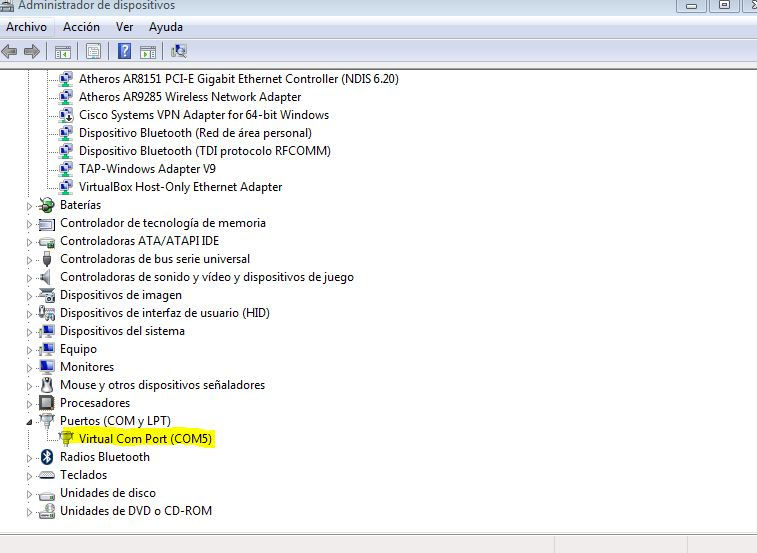 Administrador de dispositivos
Archivo Acción Ver Ayuda
Atheros AR8151 PCI-E Gigabit Ethernet Controller (NDIS 6.20)
Atheros AR9285 Wireless Network Adapter
Cisco Systems VPN Adapter for 64-bit Windows
Dispositivo Bluetooth (Red de área personal)
Dispositivo Bluetooth (TDI protocolo RFCOMM)
TAP-Windows Adapter V9
VirtualBox Host-Only Ethernet Adapter
Baterías
Controlador de tecnología de memoria
Controladoras ATA/ATAPI IDE
Controladoras de bus serie universal
Controladoras de sonido y vídeo y dispositivos de juego
Dispositivos de imagen
Dispositivos de interfaz de usuario (HID)
Dispositivos del sistema
Equipo
Monitores
Mouse y otros dispositivos señaladores
Procesadores
Puertos (COM y LPT)
Virtual Com Port (COM5)
Radios Bluetooth
Teclados
Unidades de disco
Unidades de DVD o CD-ROM